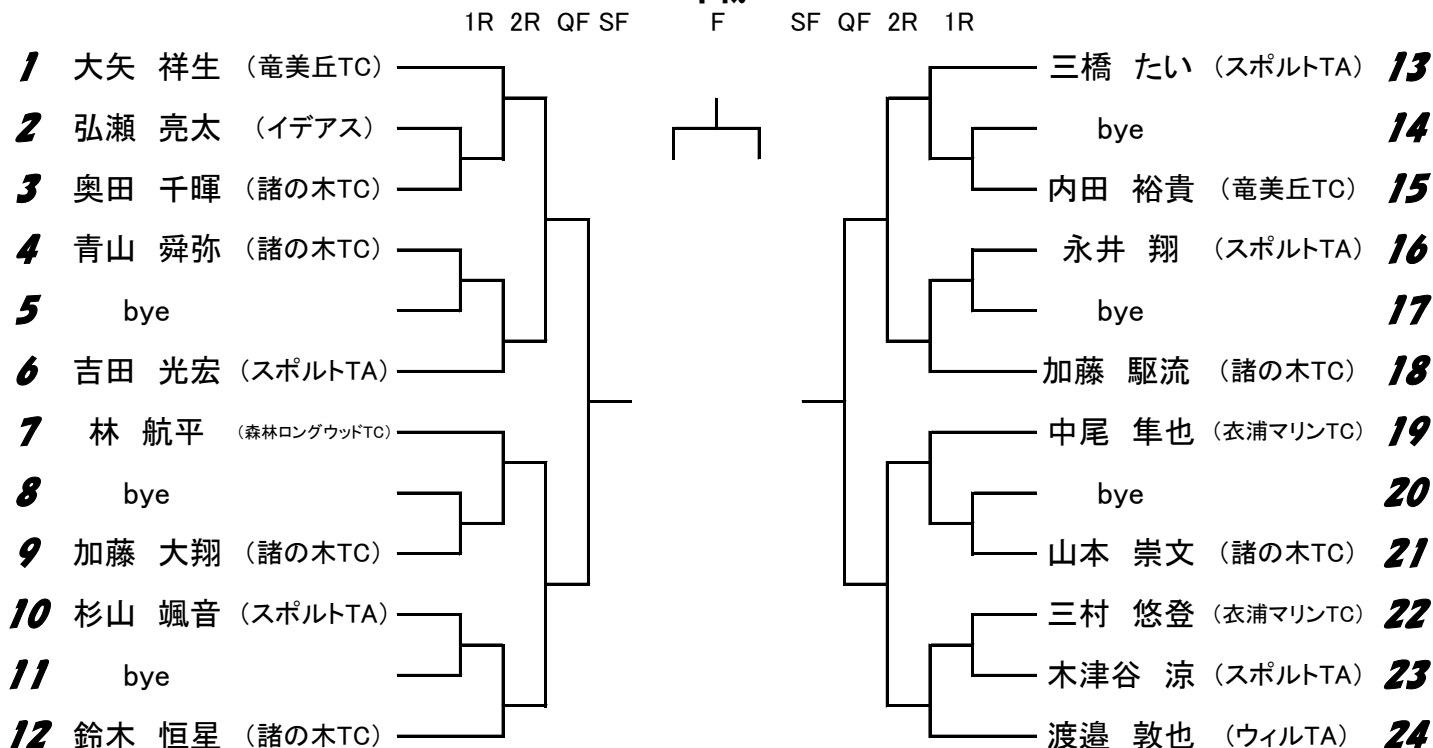 1R 2R QF SF F SF QF 2R 1R
1 大矢 祥生 (竜美丘TC)
2 弘瀬 亮太 (イデアス)
3 奥田 千暉 (諸の木TC)
4 青山 舜弥 (諸の木TC)
5 bye
6 吉田 光宏 (スポルトTA)
7 林 航平 (森林ロングウッドTC)
8 bye
9 加藤 大翔 (諸の木TC)
10 杉山 颯音 (スポルトTA)
11 bye
12 鈴木 恒星 (諸の木TC)
三橋 たい (スポルトTA) 13
bye 14
内田 裕貴 (竜美丘TC) 15
永井 翔 (スポルトTA) 16
bye 17
加藤 駆流 (諸の木TC) 18
中尾 隼也 (衣浦マリンTC) 19
bye 20
山本 崇文 (諸の木TC) 21
三村 悠登 (衣浦マリンTC) 22
木津谷 涼 (スポルトTA) 23
渡邉 敦也 (ウィルTA) 24